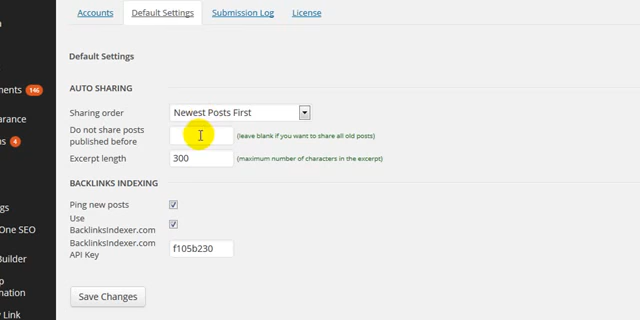 Accounts Default Settings Submission Log License
Default Settings
AUTO SHARING
Sharing order Newest Posts First
Do not share posts
published before (leave blank if you want to share all old posts)
Excerpt length 300 (maximum number of characters in the excerpt)
BACKLINKS INDEXING
Ping new posts
Use
BacklinksIndexer.com
BacklinksIndexer.com
API Key f105b230
Save Changes
ments 146
arance
ns 4
gs
One SEO
Builder
p
mation
y Link